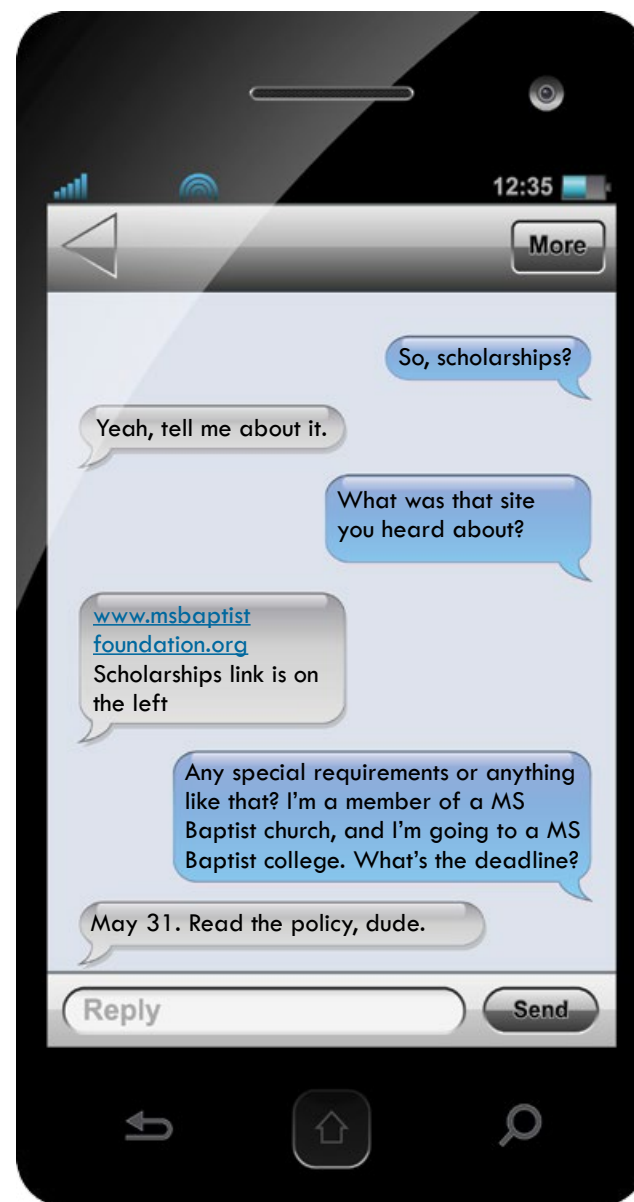 12:35
More
So, scholarships?
Yeah, tell me about it.
What was that site
you heard about?
www.msbaptist
foundation.org
Scholarships link is on
the left
Any special requirements or anything
like that? I’m a member of a MS
Baptist church, and I’m going to a MS
Baptist college. What’s the deadline?
May 31. Read the policy, dude.
Reply
Send